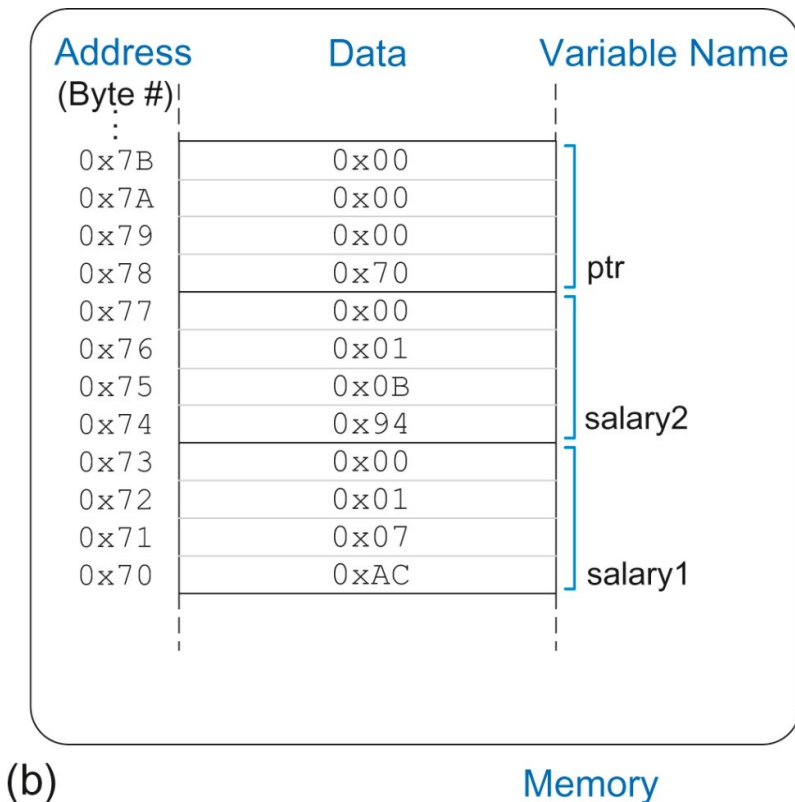 Address Data Variable Name
(Byte #)
⋮
0x7B 0x00
0x7A 0x00
0x79 0x00
0x78 0x70 ptr
0x77 0x00
0x76 0x01
0x75 0x0B
0x74 0x94 salary2
0x73 0x00
0x72 0x01
0x71 0x07
0x70 0xAC salary1
(b) Memory